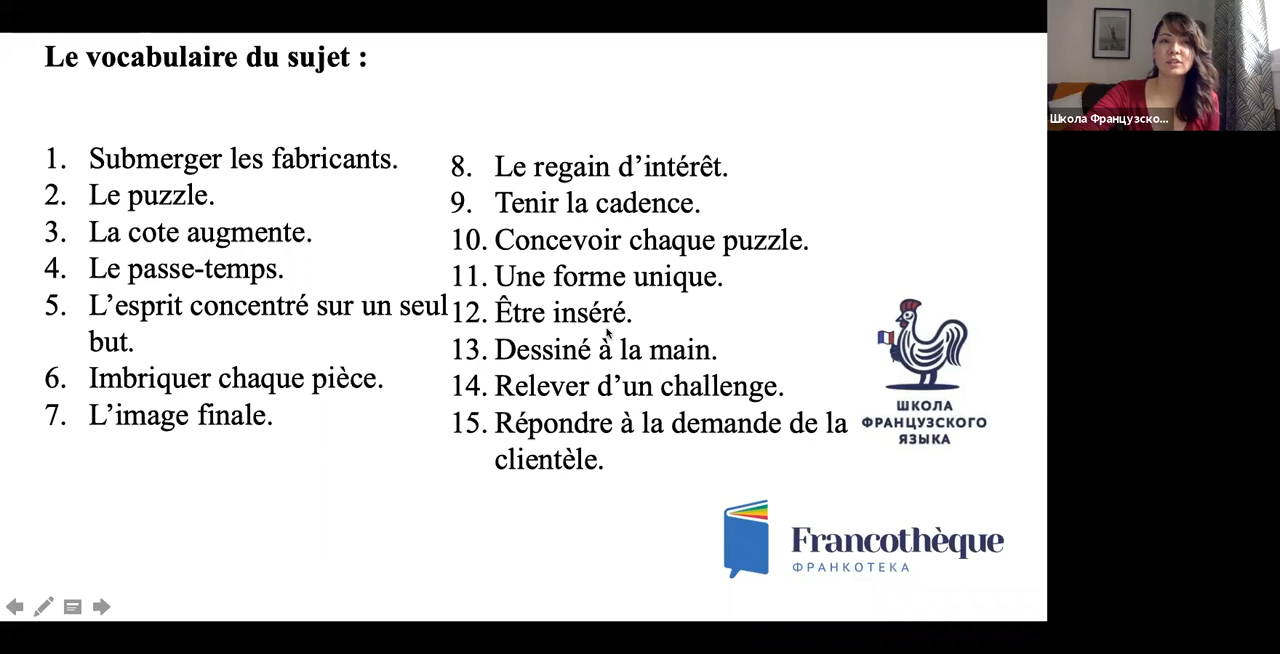 Le vocabulaire du sujet :
1. Submerger les fabricants.
2. Le puzzle.
3. La cote augmente.
4. Le passe-temps.
5. L’esprit concentré sur un seul
but.
6. Imbriquer chaque pièce.
7. L’image finale.
8. Le regain d’intérêt.
9. Tenir la cadence.
10. Concevoir chaque puzzle.
11. Une forme unique.
12. Être inséré.
13. Dessiné à la main.
14. Relever d’un challenge.
15. Répondre à la demande de la
clientèle.
ШКОЛА
ФРАНЦУЗСКОГО
ЯЗЫКА
Francothèque
ФРАНКОТЕКА
Школа Французско...